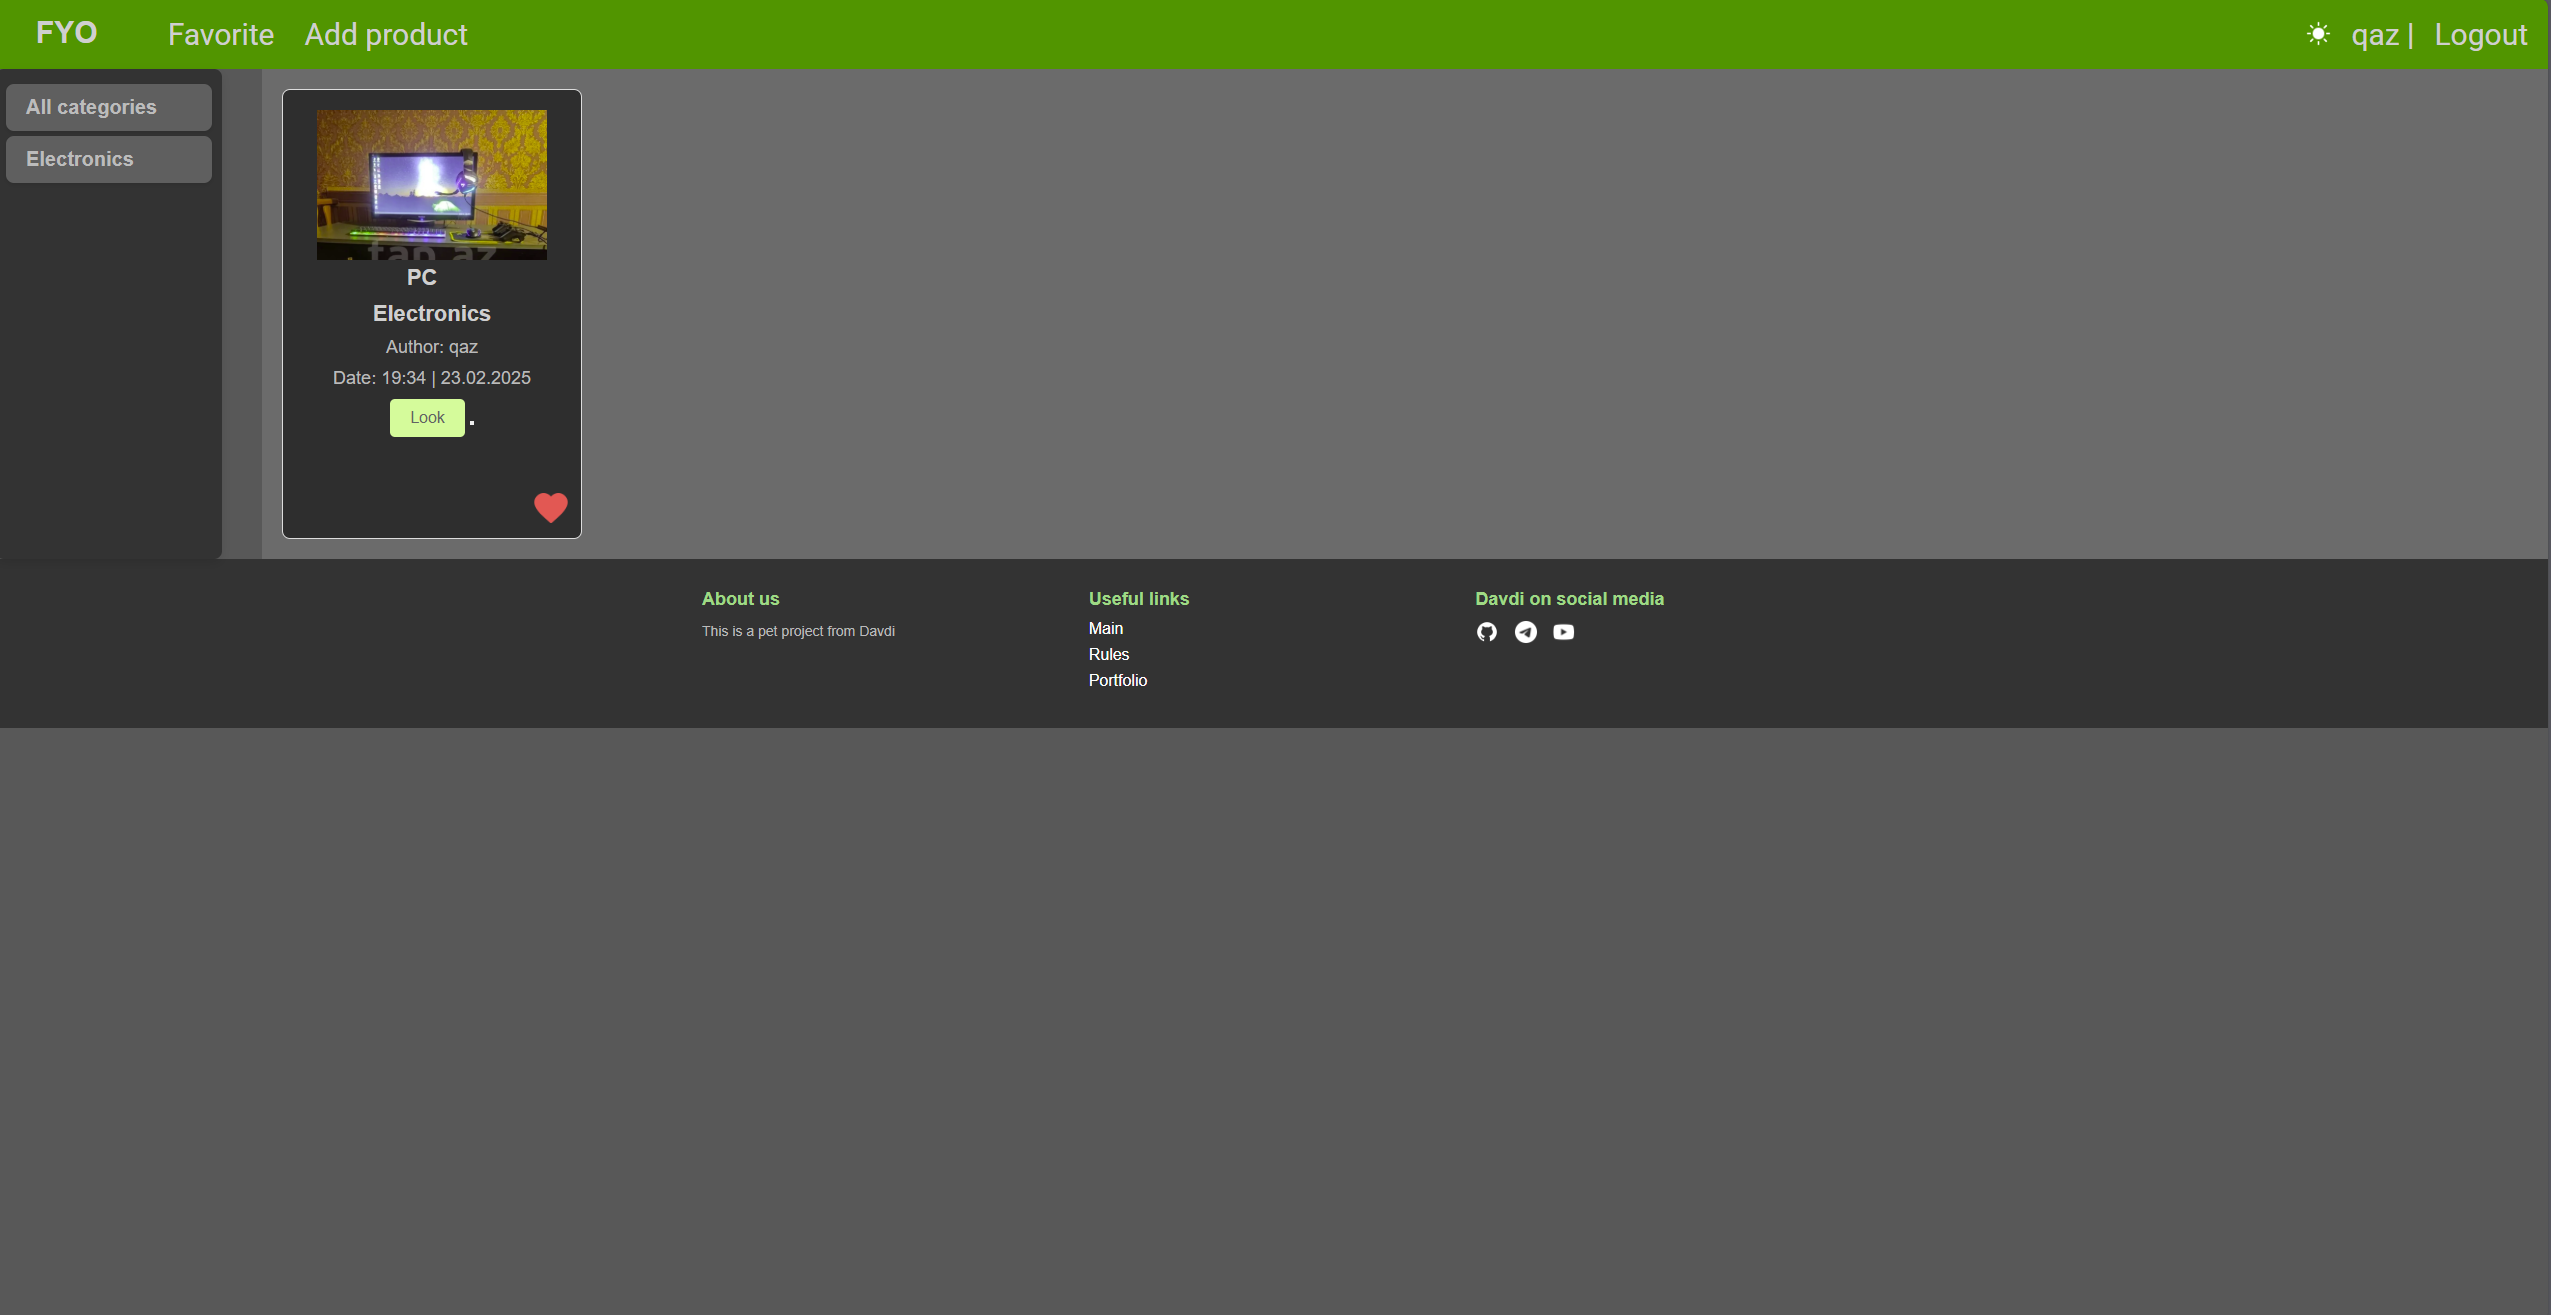 FYO
Favorite
Add product
qaz |
Logout
All categories
Electronics
tap.az
PC
Electronics
Author: qaz
Date: 19:34 | 23.02.2025
Look
.
About us
This is a pet project from Davdi
Useful links
Main
Rules
Portfolio
Davdi on social media